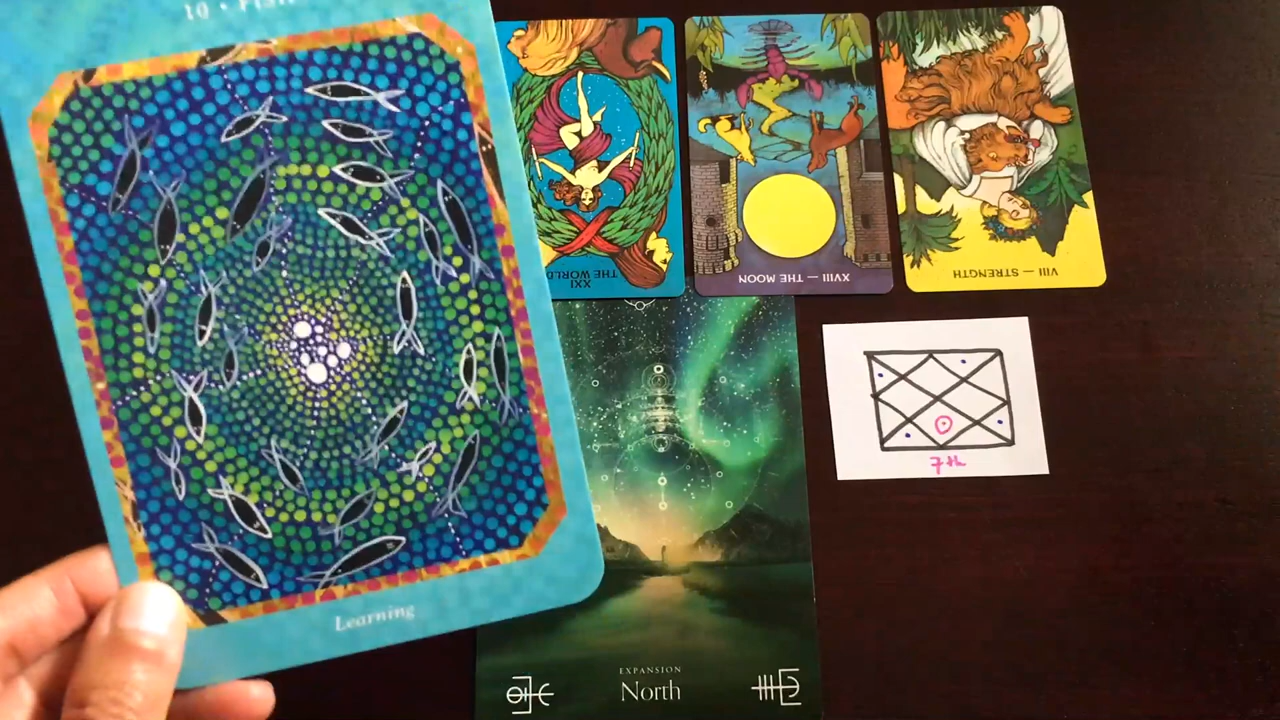 10 • FISH
XXI
THE WORLD
XVIII — THE MOON
VIII — STRENGTH
7th
Learning
EXPANSION
North